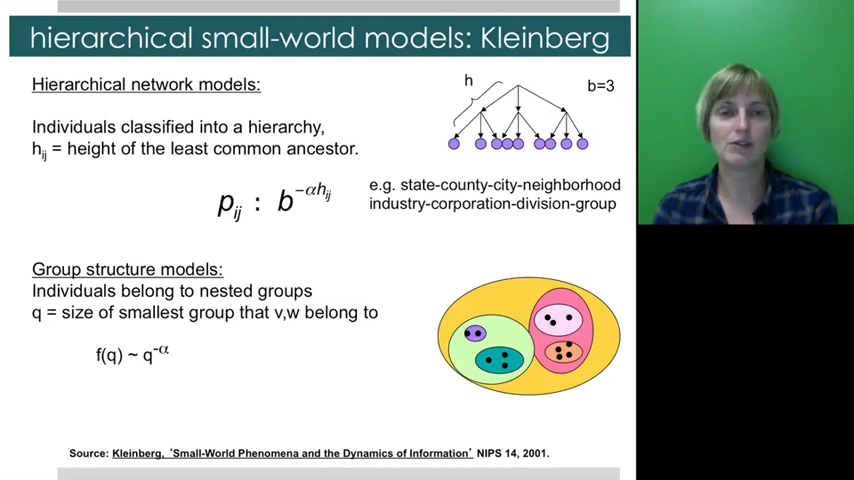 hierarchical small-world models: Kleinberg
Hierarchical network models:
h
b=3
Individuals classified into a hierarchy,
hij = height of the least common ancestor.
pij : b^−αhij
e.g. state-county-city-neighborhood
industry-corporation-division-group
Group structure models:
Individuals belong to nested groups
q = size of smallest group that v,w belong to
f(q) ~ q^-α
Source: Kleinberg, ‘Small-World Phenomena and the Dynamics of Information’ NIPS 14, 2001.